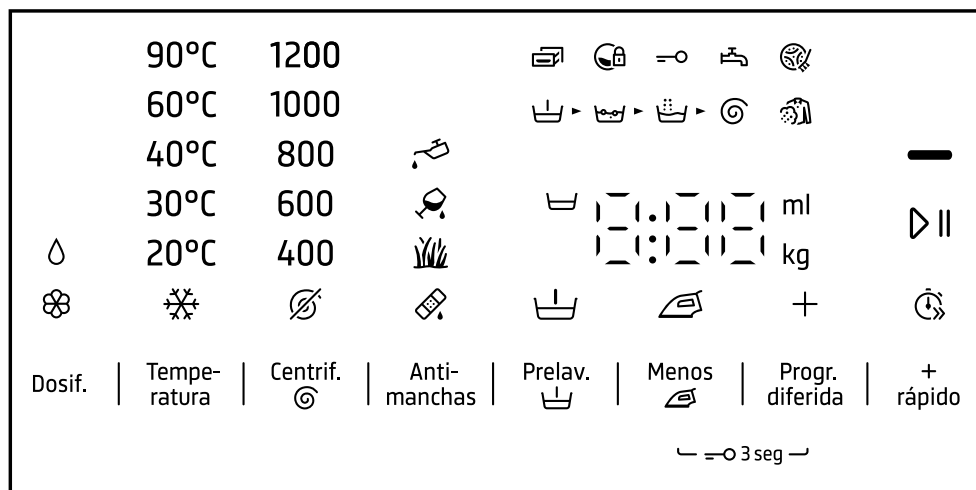 90°C 1200
60°C 1000
40°C 800
30°C 600 ml
20°C 400 kg
Dosif. Tempe- Centrif. Anti- Prelav. Menos Progr. +
ratura manchas diferida rápido
3 seg